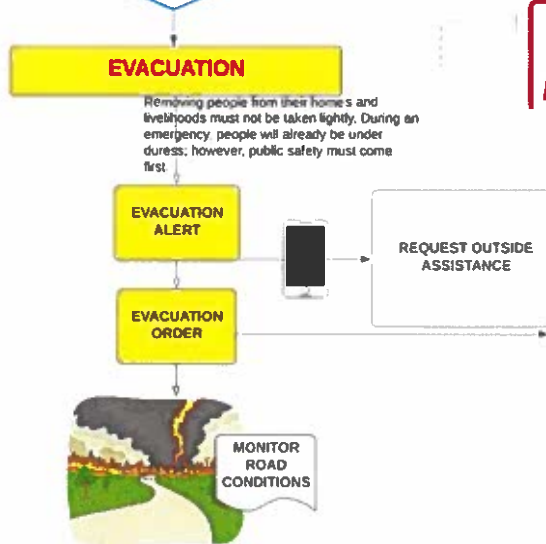 EVACUATION
Removing people from their homes and
livelihoods must not be taken lightly. During an
emergency, people will already be under
duress; however, public safety must come
first.
EVACUATION
ALERT
REQUEST OUTSIDE
ASSISTANCE
EVACUATION
ORDER
MONITOR
ROAD
CONDITIONS